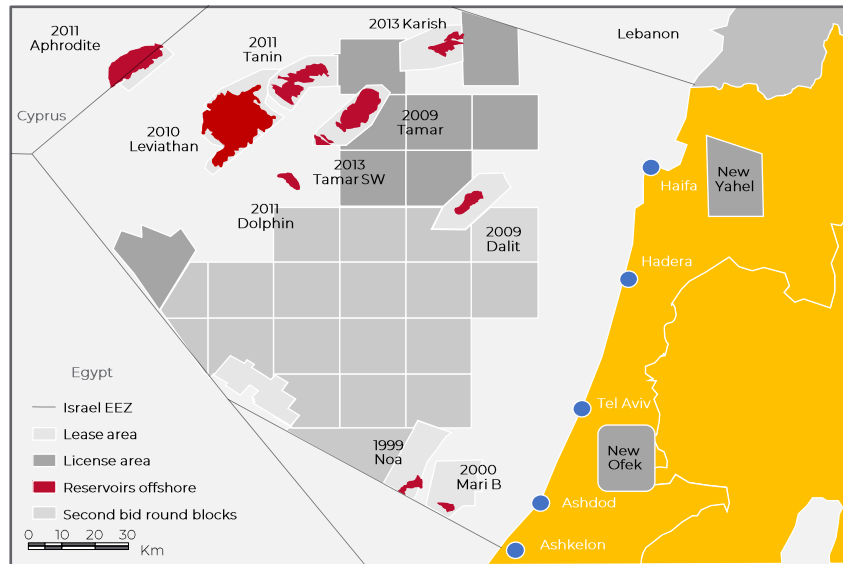 2013 Karish
2011
Aphrodite
2011
Tanin
Lebanon
Cyprus
2010
Leviathan
2009
Tamar
2013
Tamar SW
Haifa
New
Yahel
2011
Dolphin
2009
Dalit
Hadera
Egypt
Tel Aviv
Israel EEZ
Lease area
License area
Reservoirs offshore
Second bid round blocks
0 10 20 30
Km
1999
Noa
2000
Mari B
New
Ofek
Ashdod
Ashkelon